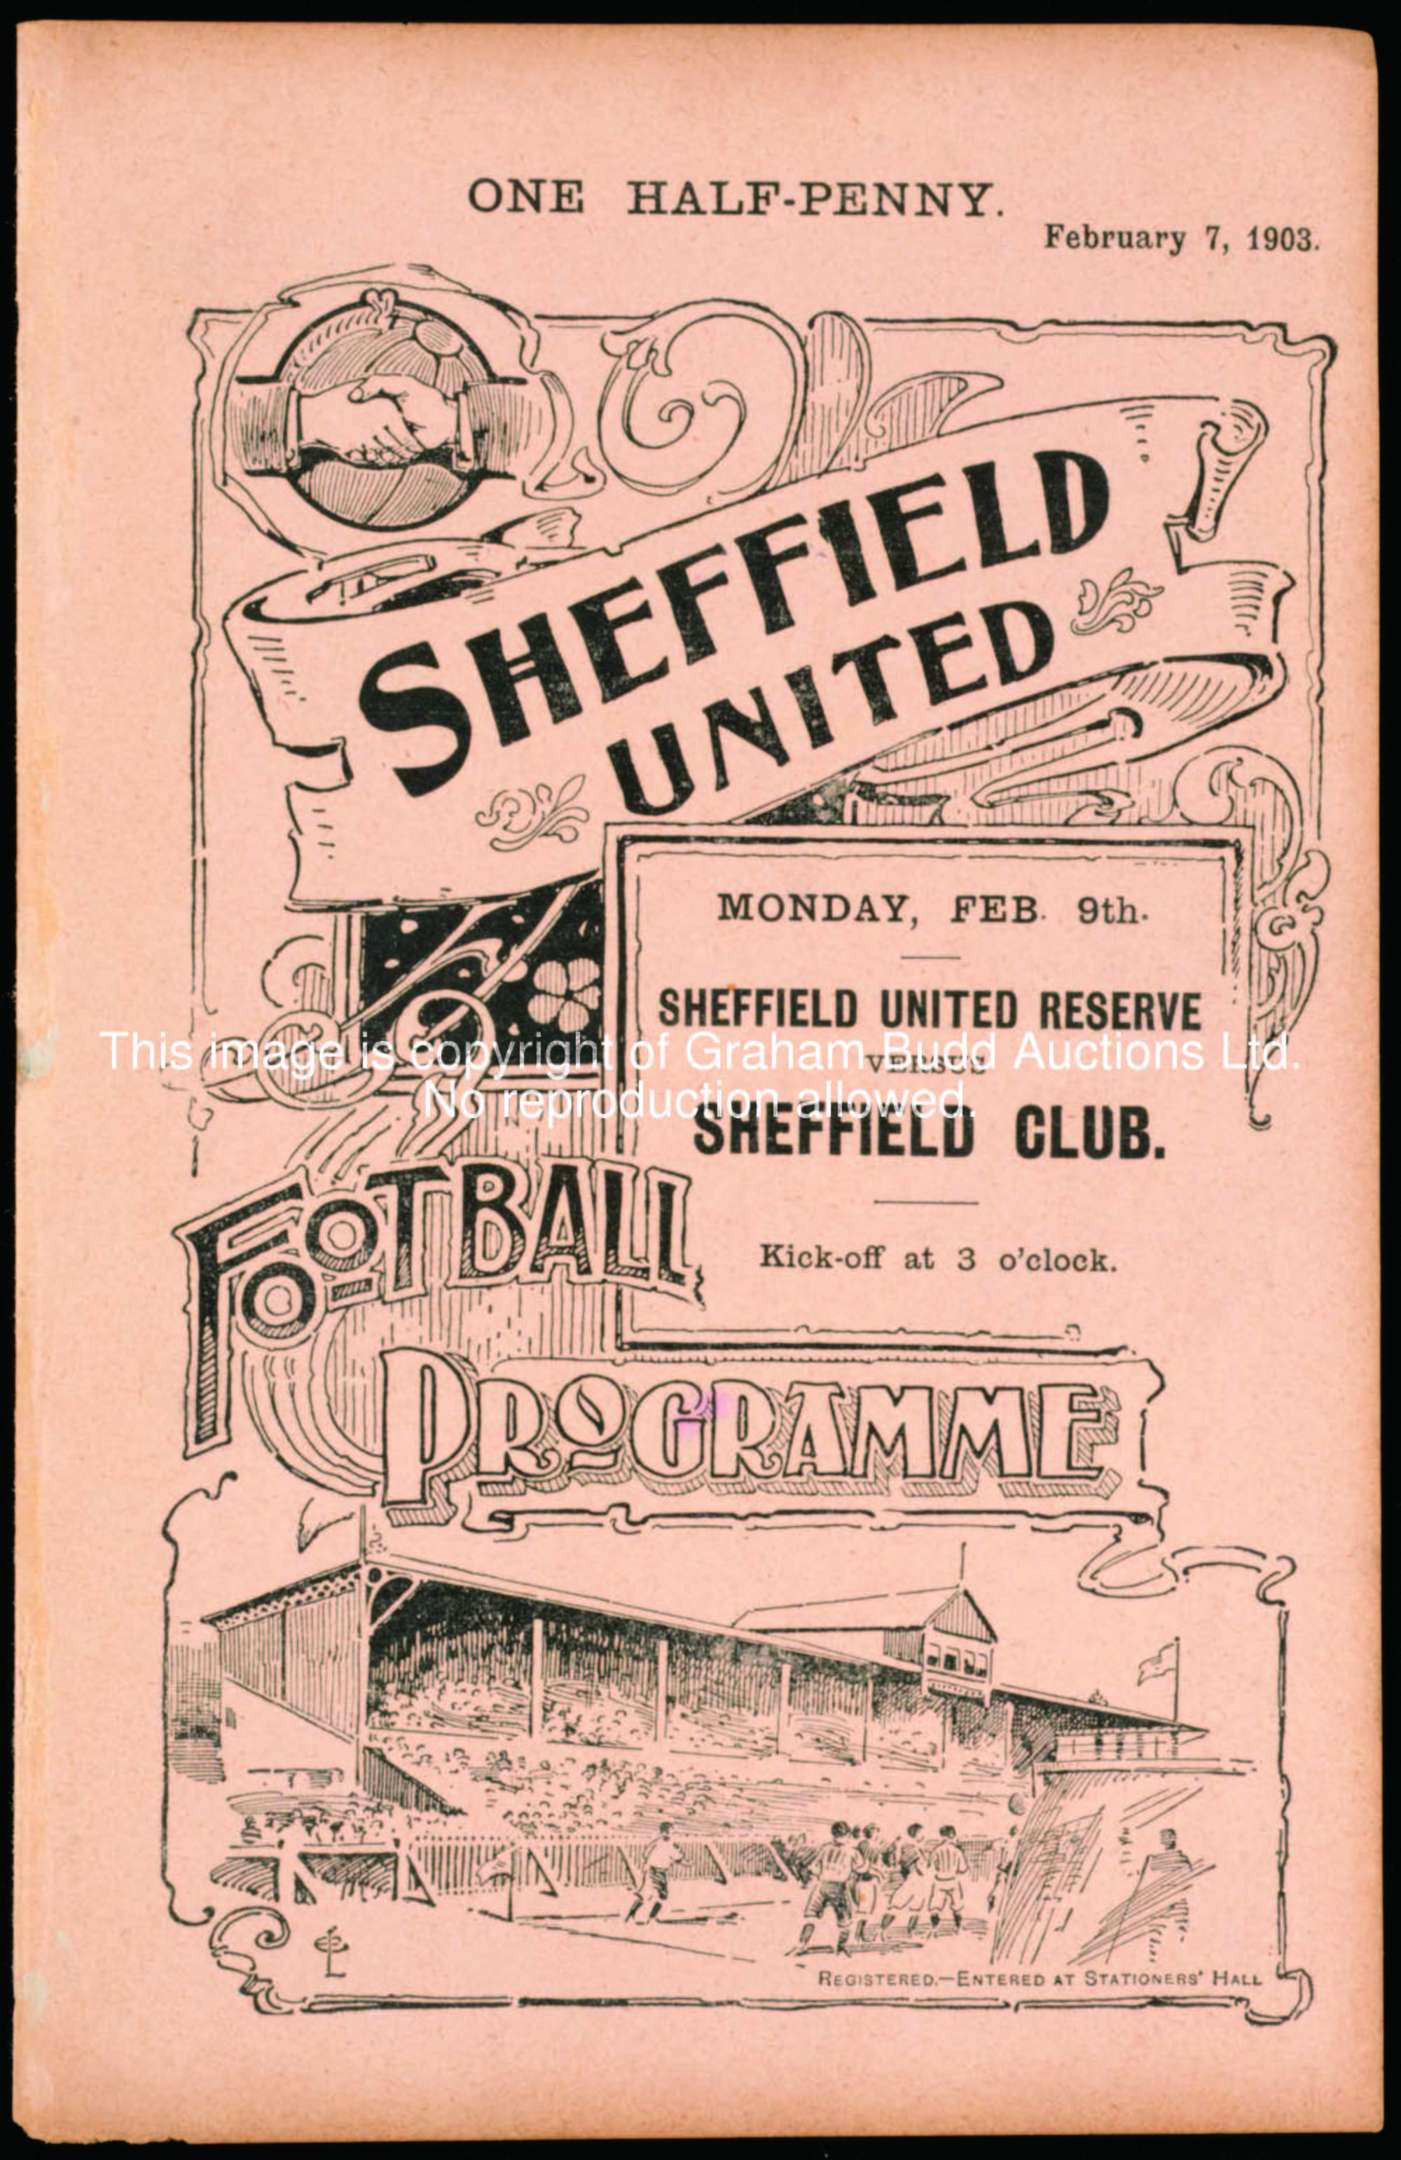 ONE HALF-PENNY.
February 7, 1903.
SHEFFIELD
UNITED
MONDAY, FEB. 9th.
SHEFFIELD UNITED RESERVE
VERSUS
SHEFFIELD CLUB.
Kick-off at 3 o'clock.
This image is copyright of Graham Budd Auctions Ltd.
No reproduction allowed.
FOOTBALL
PROGRAMME
REGISTERED.—ENTERED AT STATIONERS' HALL